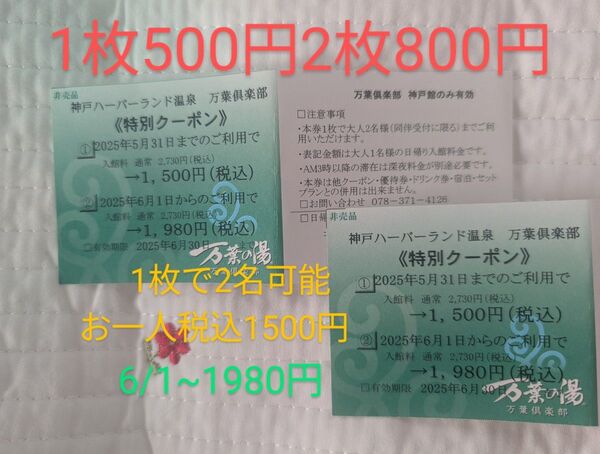 1枚500円2枚800円
非売品
神戸ハーバーランド温泉 万葉倶楽部
《特別クーポン》
①2025年5月31日までのご利用で
入館料 通常 2,730円(税込)
→1,500円(税込)
②2025年6月1日からのご利用で
入館料 通常 2,730円(税込)
→1,980円(税込)
□有効期限 2025年6月30日まで
万葉の湯
万葉倶楽部 神戸館のみ有効
□注意事項
・本券1枚で大人2名様(同伴受付に限る)までご利
用いただけます。
・表記金額は大人1名様の日帰り入館料金です。
・AM3時以降の滞在は深夜料金が別途必要です。
・本券は他クーポン・優待券・ドリンク券・宿泊・セット
プランとの併用は出来ません。
□お問い合わせ 078-371-4126
□日帰
非売品
神戸ハーバーランド温泉 万葉倶楽部
《特別クーポン》
①2025年5月31日までのご利用で
入館料 通常 2,730円(税込)
→1,500円(税込)
②2025年6月1日からのご利用で
入館料 通常 2,730円(税込)
→1,980円(税込)
□有効期限 2025年6月30日
万葉の湯
万葉倶楽部
1枚で2名可能
お一人税込1500円
6/1~1980円